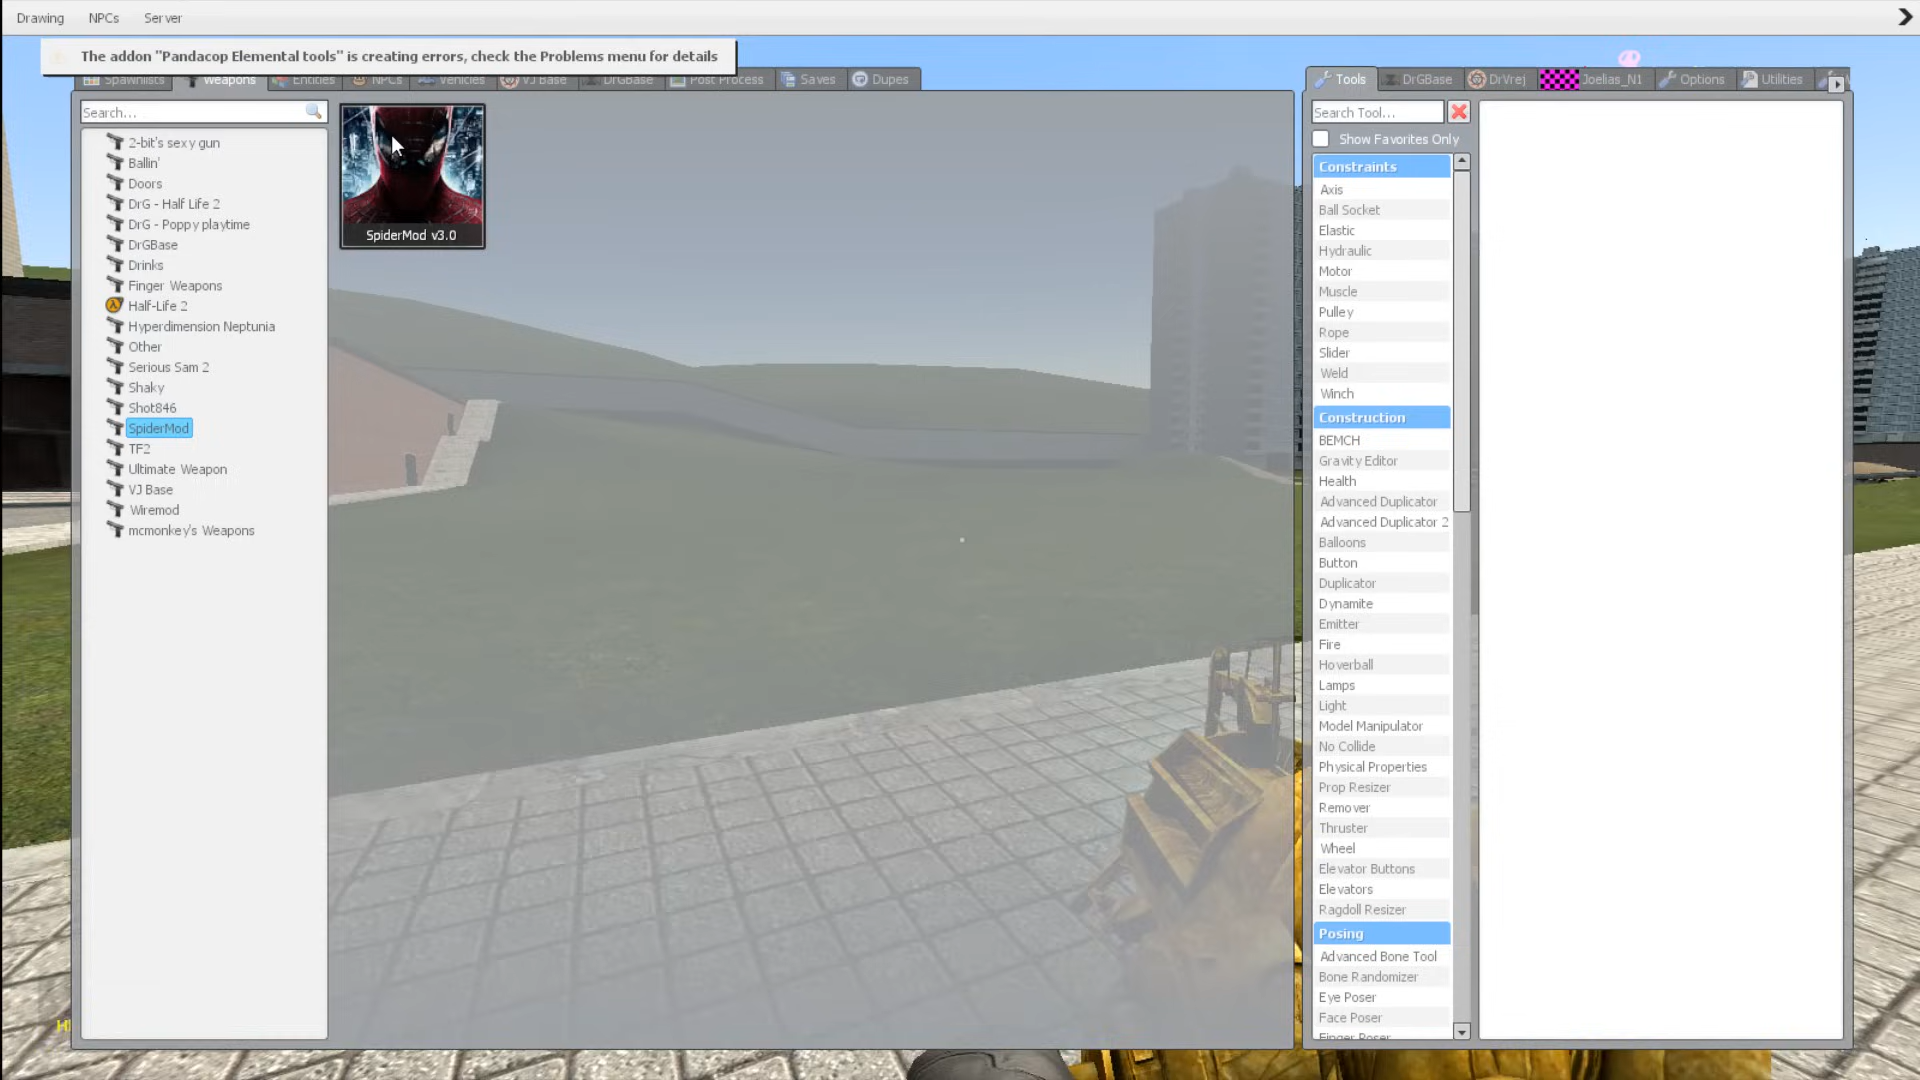 Drawing NPCs Server
The addon "Pandacop Elemental tools" is creating errors, check the Problems menu for details
Spawnlists Weapons Entities NPCs Vehicles VJ Base DrGBase Post Process Saves Dupes
Search...
2-bit's sexy gun
Ballin'
Doors
DrG - Half Life 2
DrG - Poppy playtime
DrGBase
Drinks
Finger Weapons
Half-Life 2
Hyperdimension Neptunia
Other
Serious Sam 2
Shaky
Shot846
SpiderMod
TF2
Ultimate Weapon
VJ Base
Wiremod
mcmonkey's Weapons
SpiderMod v3.0
Tools DrGBase DrVrej Joelias_N1 Options Utilities
Search Tool...
Show Favorites Only
Constraints
Axis
Ball Socket
Elastic
Hydraulic
Motor
Muscle
Pulley
Rope
Slider
Weld
Winch
Construction
BEMCH
Gravity Editor
Health
Advanced Duplicator
Advanced Duplicator 2
Balloons
Button
Duplicator
Dynamite
Emitter
Fire
Hoverball
Lamps
Light
Model Manipulator
No Collide
Physical Properties
Prop Resizer
Remover
Thruster
Wheel
Elevator Buttons
Elevators
Ragdoll Resizer
Posing
Advanced Bone Tool
Bone Randomizer
Eye Poser
Face Poser
Finger Poser